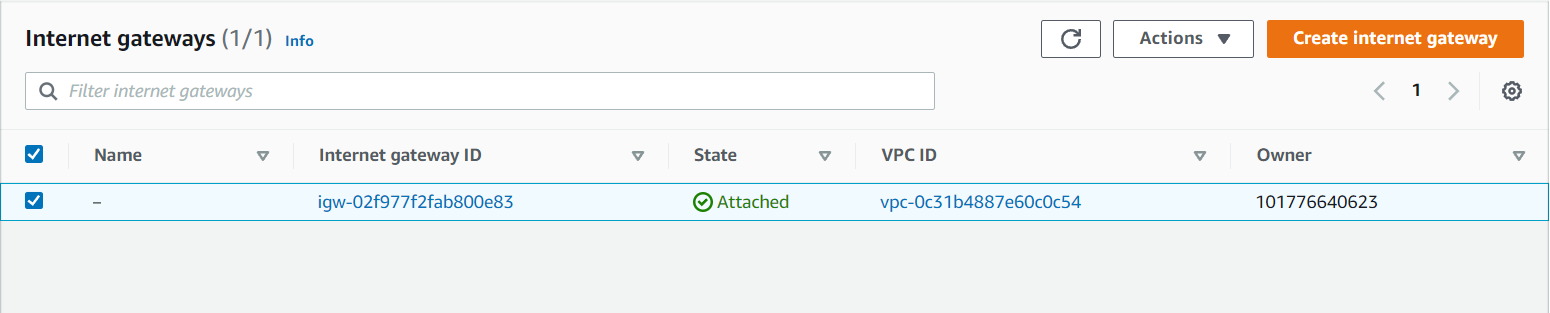 Internet gateways (1/1) Info
Actions
Create internet gateway
Filter internet gateways
1
Name Internet gateway ID State VPC ID Owner
– igw-02f977f2fab800e83 Attached vpc-0c31b4887e60c0c54 101776640623